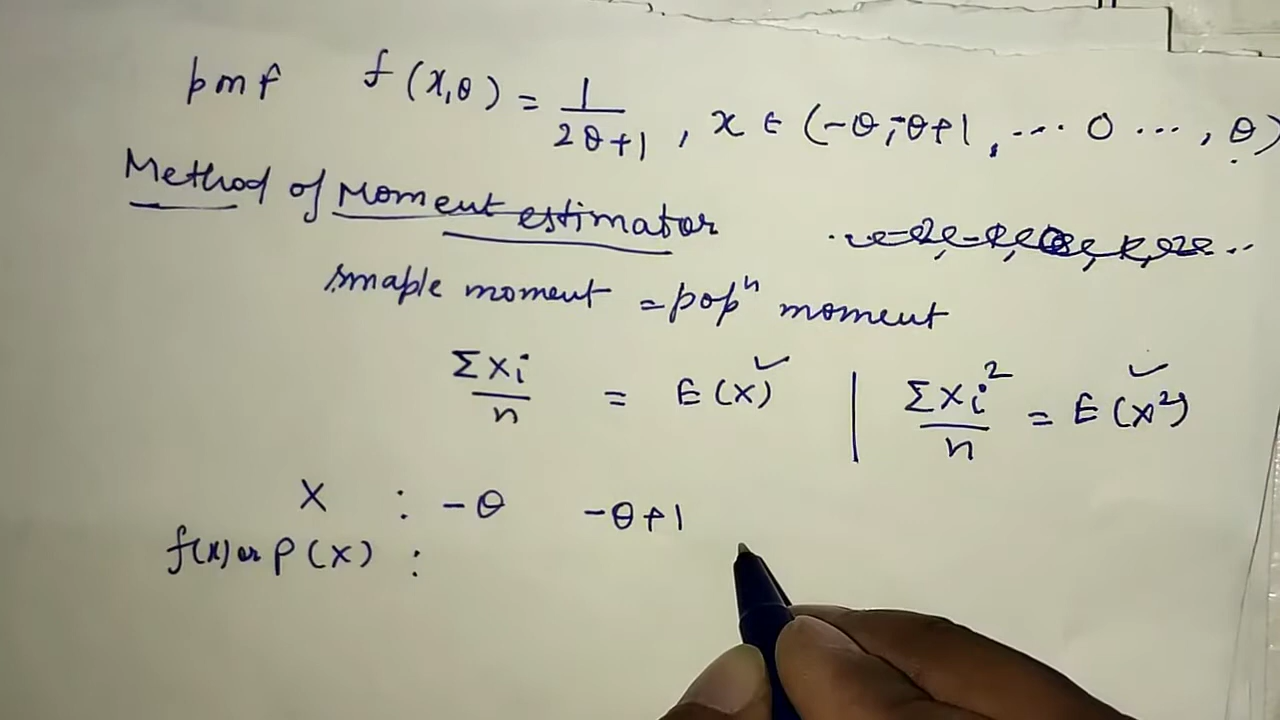 pmf f(x,θ) = 1/2θ+1 , x ∈ (-θ,-θ+1, ... 0 ..., θ)
Method of Moment estimator
smaple moment = popⁿ moment
Σxi/n = E(x) ✓ | Σxi²/n = E(x²) ✓
X : -θ -θ+1
f(x) or P(x) :